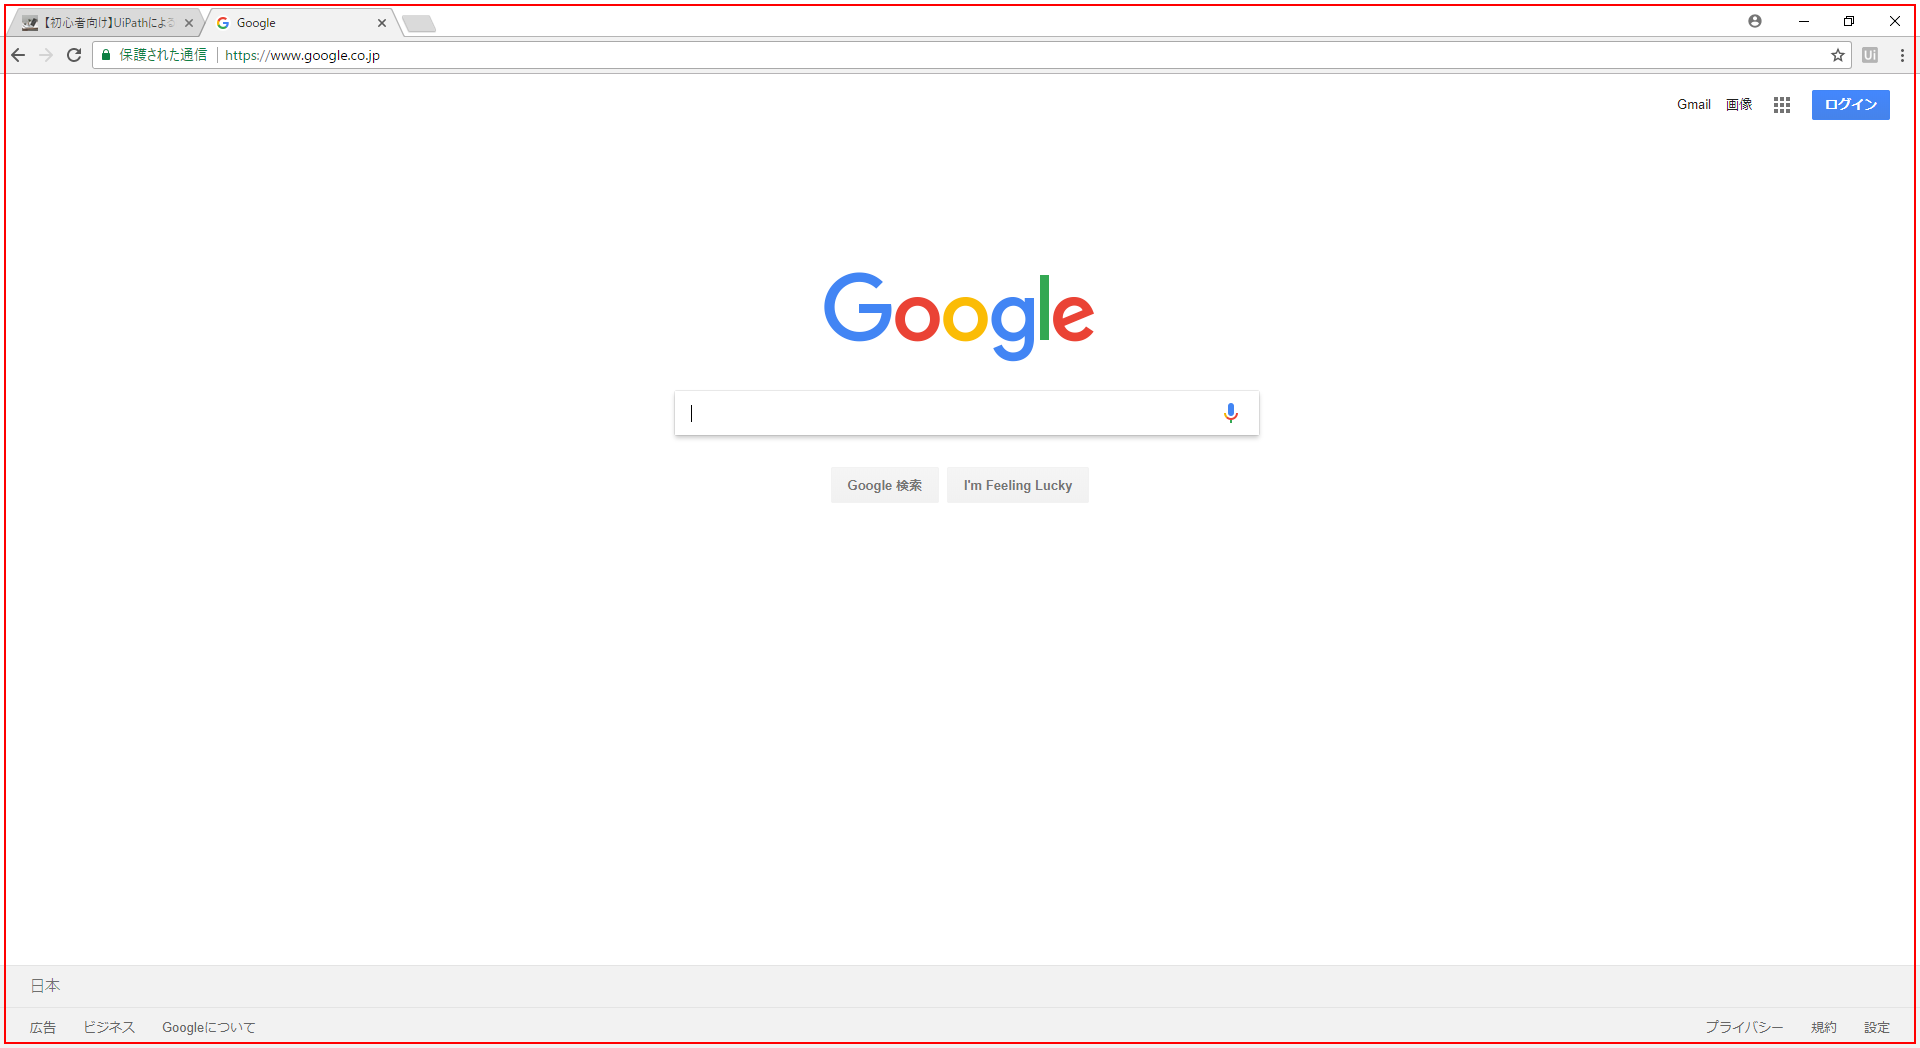 【初心者向け】UiPathによる
Google
保護された通信 https://www.google.co.jp
Ui
Gmail 画像 ログイン
Google
Google 検索 I'm Feeling Lucky
日本
広告 ビジネス Googleについて プライバシー 規約 設定